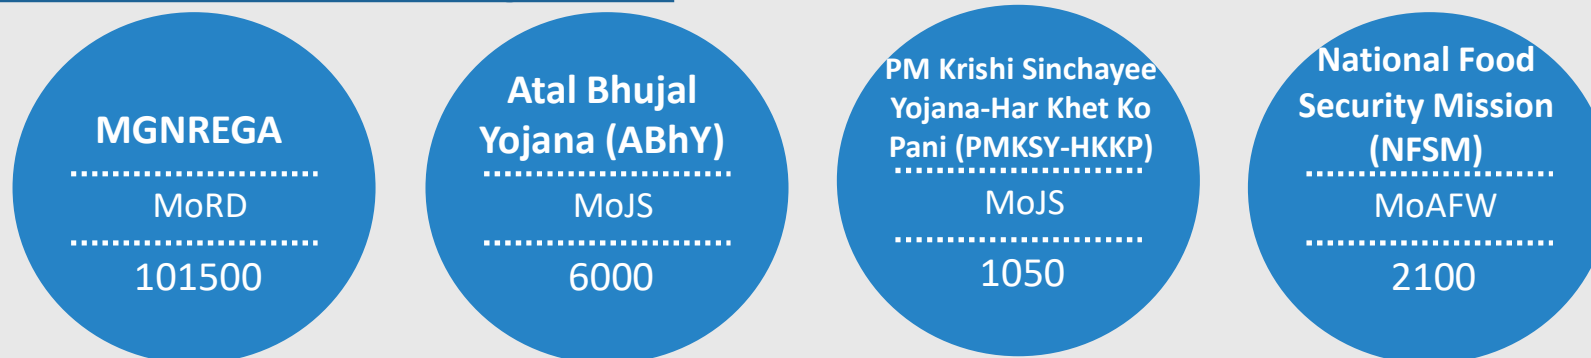 MGNREGA
MoRD
101500
Atal Bhujal
Yojana (ABhY)
MoJS
6000
PM Krishi Sinchayee
Yojana-Har Khet Ko
Pani (PMKSY-HKKP)
MoJS
1050
National Food
Security Mission
(NFSM)
MoAFW
2100